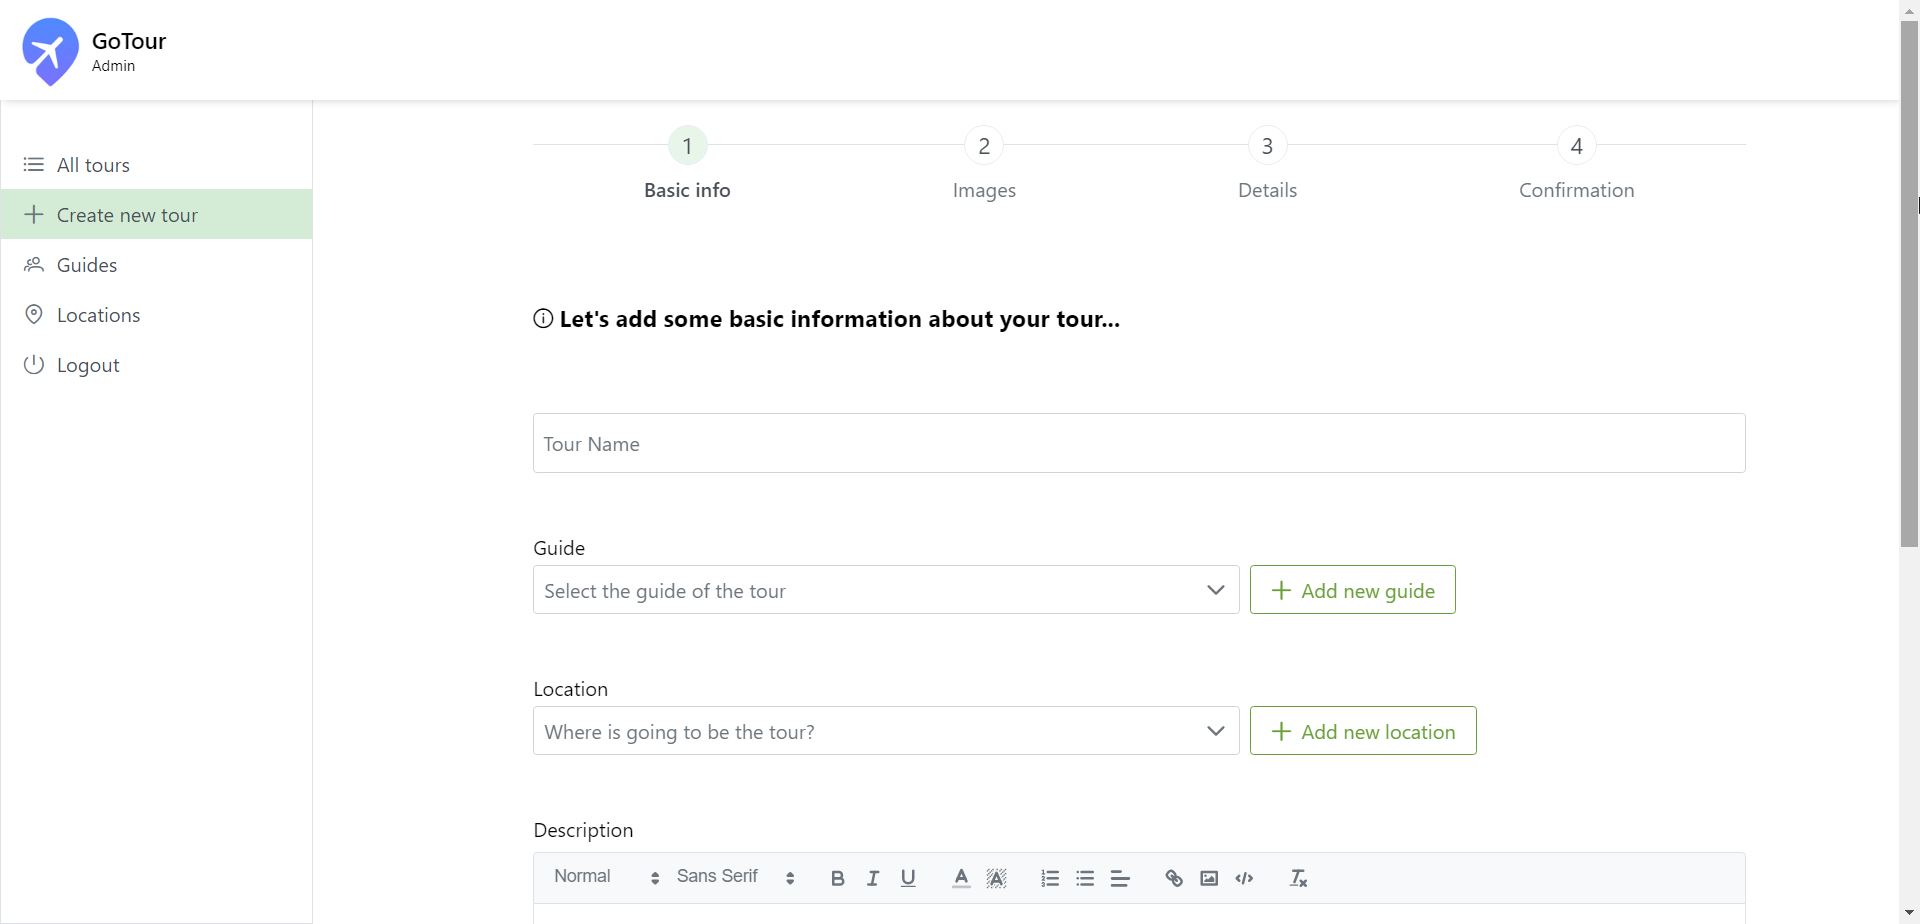 GoTour
Admin
All tours
Create new tour
Guides
Locations
Logout
1
2
3
4
Basic info
Images
Details
Confirmation
Let's add some basic information about your tour...
Tour Name
Guide
Select the guide of the tour
Add new guide
Location
Where is going to be the tour?
Add new location
Description
Normal
Sans Serif